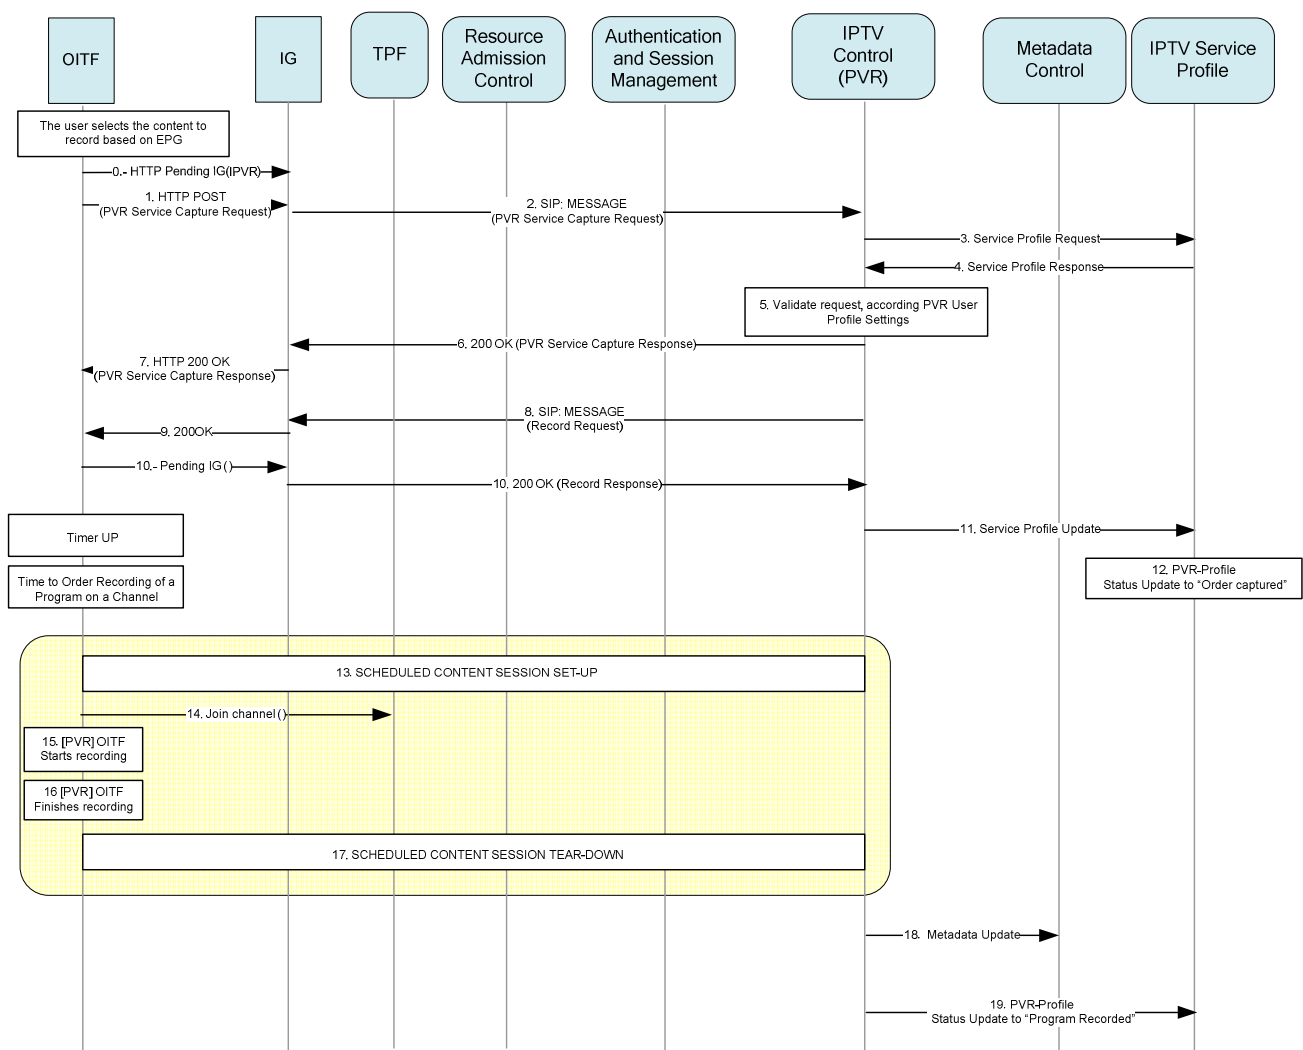 OITF
IG
TPF
Resource
Admission
Control
Authentication
and Session
Management
IPTV
Control
(PVR)
Metadata
Control
IPTV Service
Profile
The user selects the content to
record based on EPG
0.- HTTP Pending IG(IPVR)
1. HTTP POST
(PVR Service Capture Request)
2. SIP: MESSAGE
(PVR Service Capture Request)
3. Service Profile Request
4. Service Profile Response
5. Validate request, according PVR User
Profile Settings
6. 200 OK (PVR Service Capture Response)
7. HTTP 200 OK
(PVR Service Capture Response)
8. SIP: MESSAGE
(Record Request)
9. 200OK
10.- Pending IG ( )
10. 200 OK (Record Response)
Timer UP
11. Service Profile Update
Time to Order Recording of a
Program on a Channel
12. PVR-Profile
Status Update to “Order captured”
13. SCHEDULED CONTENT SESSION SET-UP
14. Join channel ( )
15. [PVR] OITF
Starts recording
16 [PVR] OITF
Finishes recording
17. SCHEDULED CONTENT SESSION TEAR-DOWN
18. Metadata Update
19. PVR-Profile
Status Update to “Program Recorded”